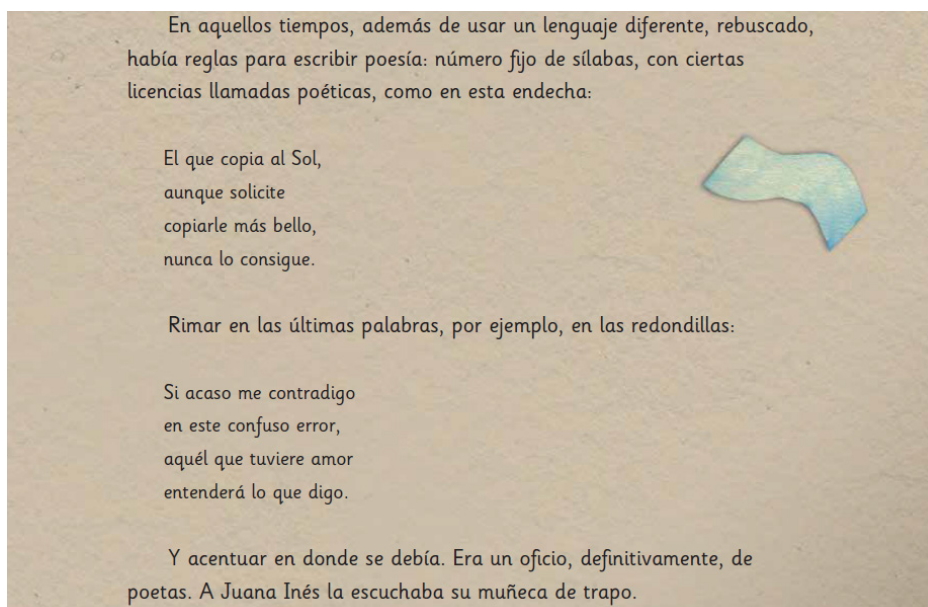 En aquellos tiempos, además de usar un lenguaje diferente, rebuscado,
había reglas para escribir poesía: número fijo de sílabas, con ciertas
licencias llamadas poéticas, como en esta endecha:
El que copia al Sol,
aunque solicite
copiarle más bello,
nunca lo consigue.
Rimar en las últimas palabras, por ejemplo, en las redondillas:
Si acaso me contradigo
en este confuso error,
aquél que tuviere amor
entenderá lo que digo.
Y acentuar en donde se debía. Era un oficio, definitivamente, de
poetas. A Juana Inés la escuchaba su muñeca de trapo.